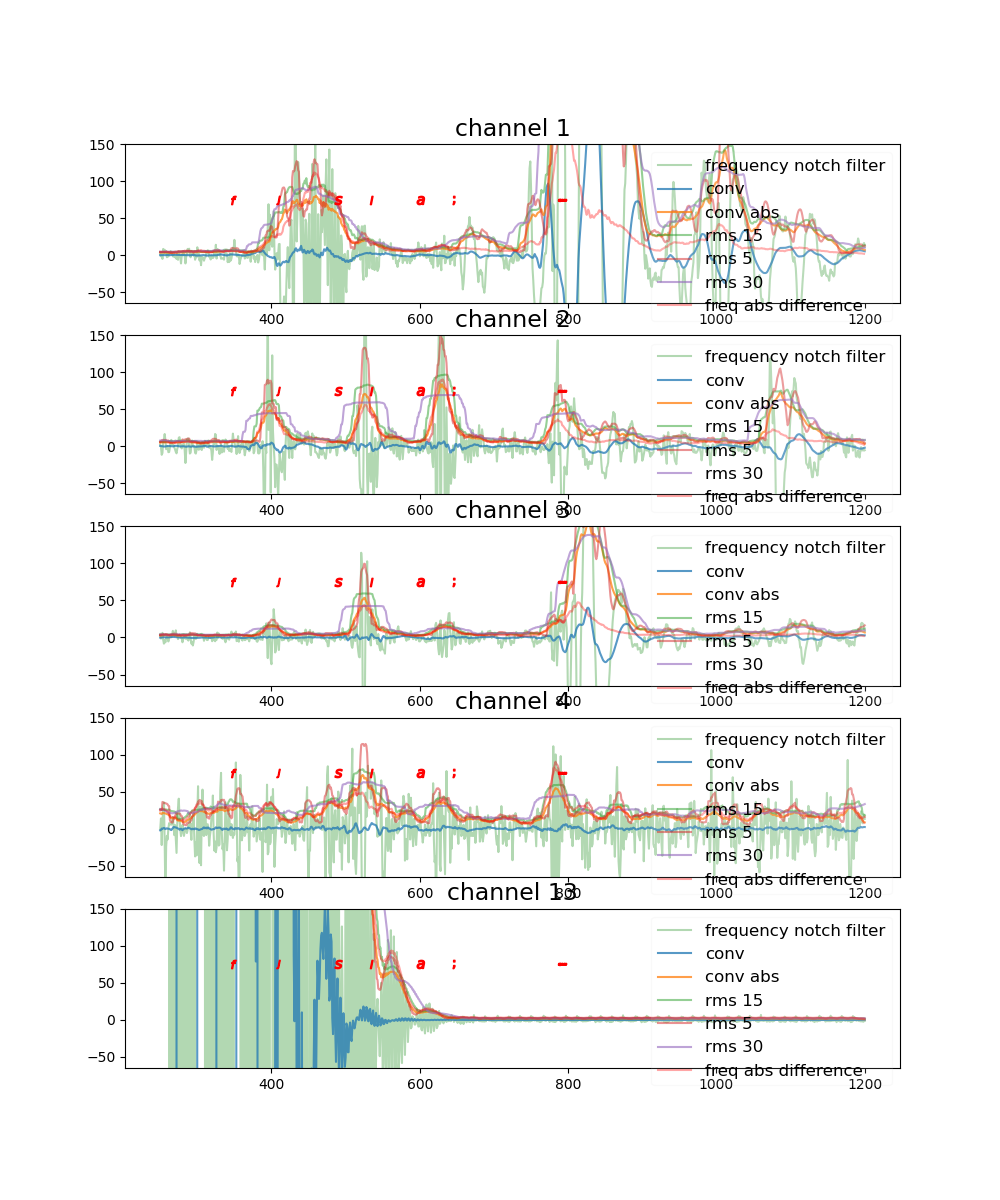 channel 1
150
100
50
0
−50
f J s l a ; −
frequency notch filter
conv
conv abs
rms 15
rms 5
rms 30
freq abs difference
400 600 800 1000 1200
channel 2
150
100
50
0
−50
f J s l a ; −
frequency notch filter
conv
conv abs
rms 15
rms 5
rms 30
freq abs difference
400 600 800 1000 1200
channel 3
150
100
50
0
−50
f J s l a ; −
frequency notch filter
conv
conv abs
rms 15
rms 5
rms 30
freq abs difference
400 600 800 1000 1200
channel 4
150
100
50
0
−50
f J s l a ; −
frequency notch filter
conv
conv abs
rms 15
rms 5
rms 30
freq abs difference
400 600 800 1000 1200
channel 13
150
100
50
0
−50
f J s l a ; −
frequency notch filter
conv
conv abs
rms 15
rms 5
rms 30
freq abs difference
400 600 800 1000 1200